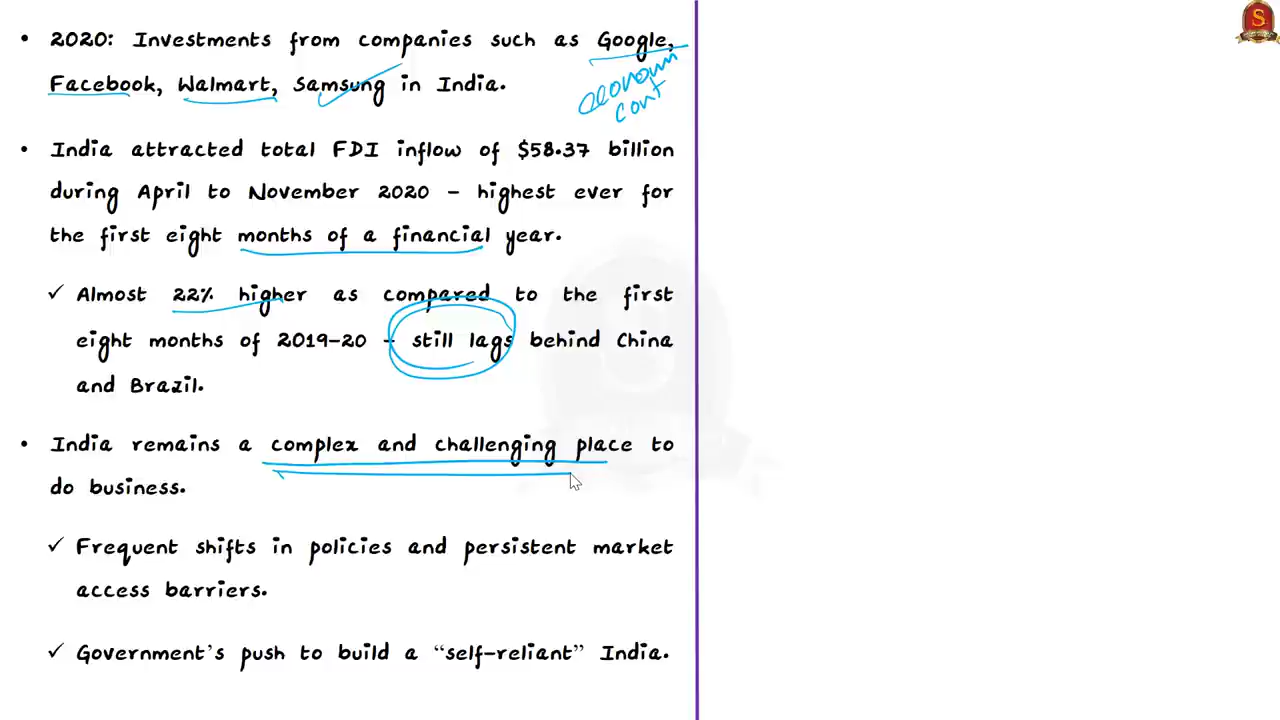 • 2020: Investments from companies such as Google,
Facebook, Walmart, Samsung in India.
econom
cont
• India attracted total FDI inflow of $58.37 billion
during April to November 2020 - highest ever for
the first eight months of a financial year.
✓ Almost 22% higher as compared to the first
eight months of 2019-20 - still lags behind China
and Brazil.
• India remains a complex and challenging place to
do business.
✓ Frequent shifts in policies and persistent market
access barriers.
✓ Government's push to build a “self-reliant” India.